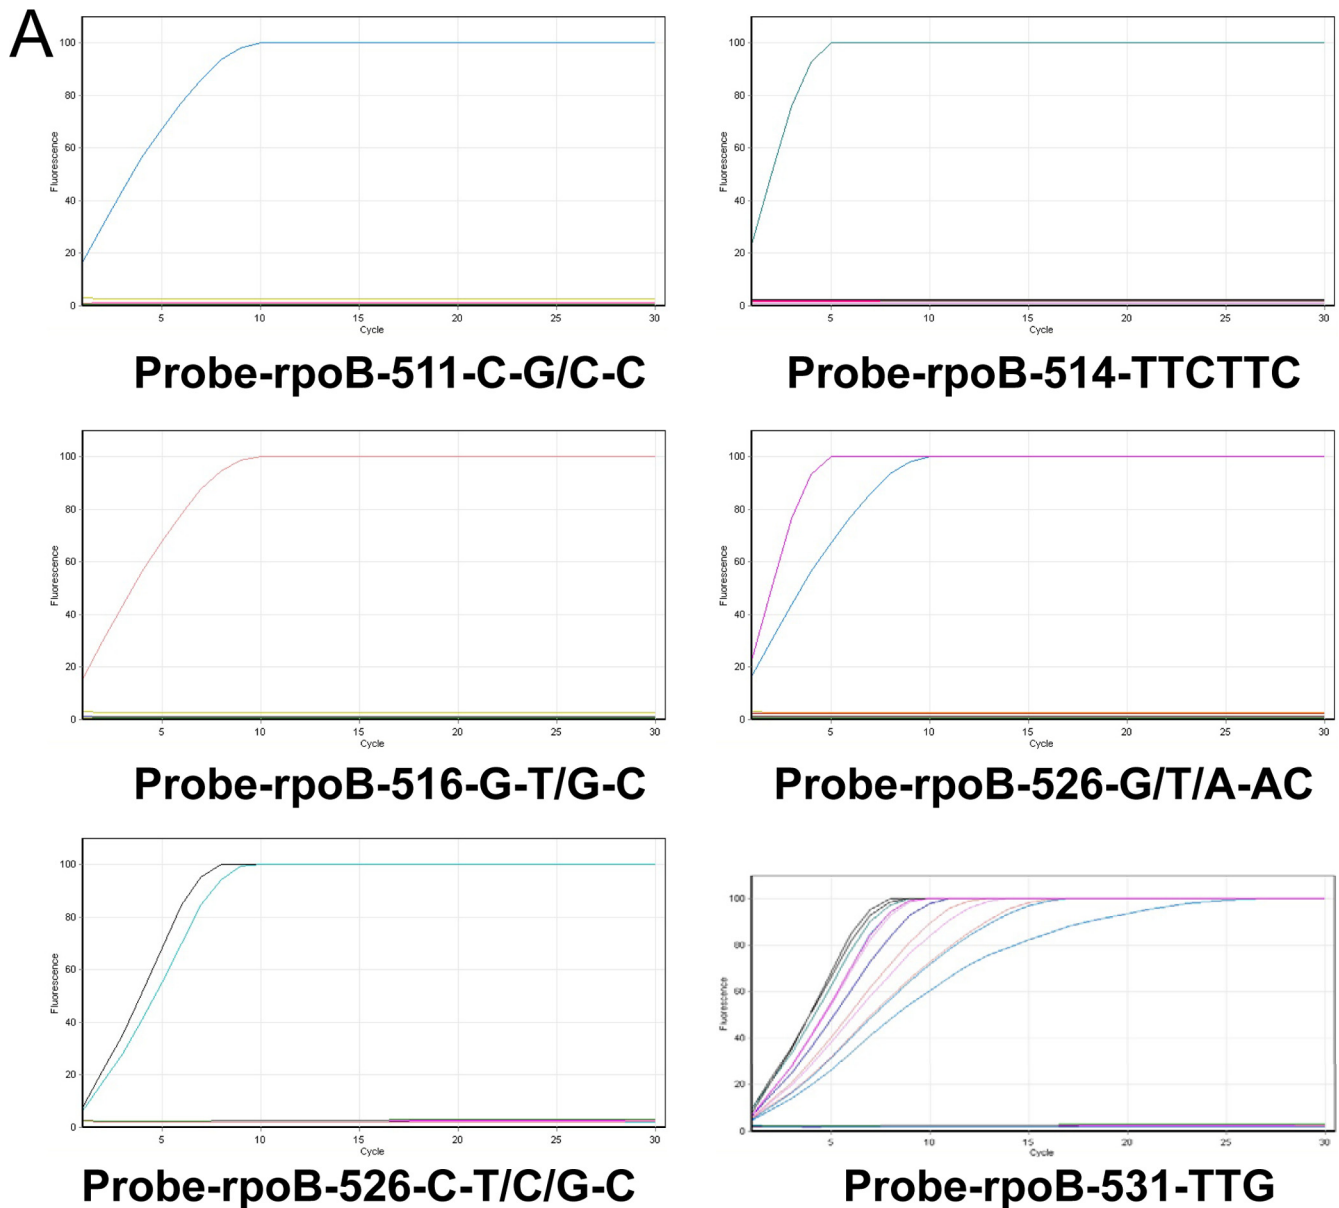 A
100
80
60
40
20
0
Fluorescence
5 10 15 20 25 30
Cycle
Probe-rpoB-511-C-G/C-C
100
80
60
40
20
0
Fluorescence
5 10 15 20 25 30
Cycle
Probe-rpoB-514-TTCTTC
100
80
60
40
20
0
Fluorescence
5 10 15 20 25 30
Cycle
Probe-rpoB-516-G-T/G-C
100
80
60
40
20
0
Fluorescence
5 10 15 20 25 30
Cycle
Probe-rpoB-526-G/T/A-AC
100
80
60
40
20
0
Fluorescence
5 10 15 20 25 30
Cycle
Probe-rpoB-526-C-T/C/G-C
100
80
60
40
20
0
Fluorescence
5 10 15 20 25 30
Cycle
Probe-rpoB-531-TTG